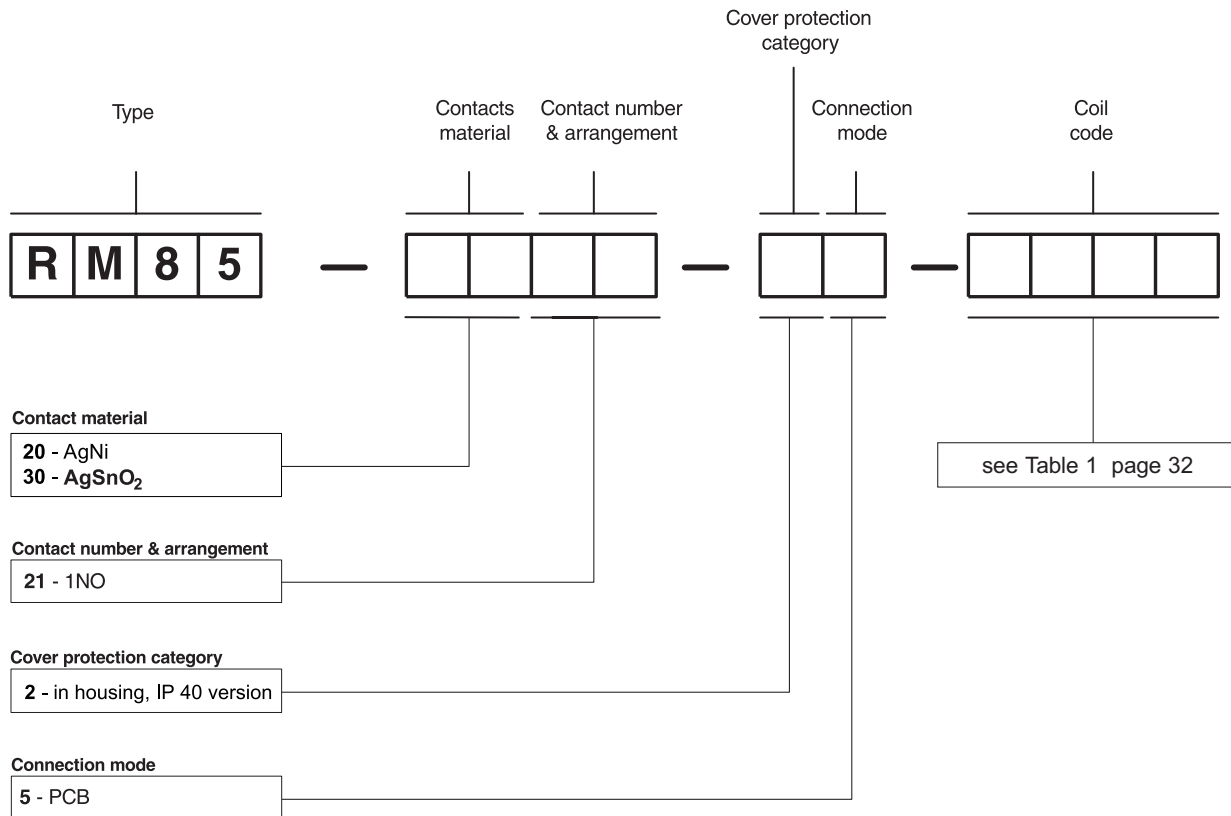 Cover protection
category
Type
Contacts
material
Contact number
& arrangement
Connection
mode
Coil
code
RM85 — —  —
Contact material
20 - AgNi
30 - AgSnO₂
see Table 1 page 32
Contact number & arrangement
21 - 1NO
Cover protection category
2 - in housing, IP 40 version
Connection mode
5 - PCB